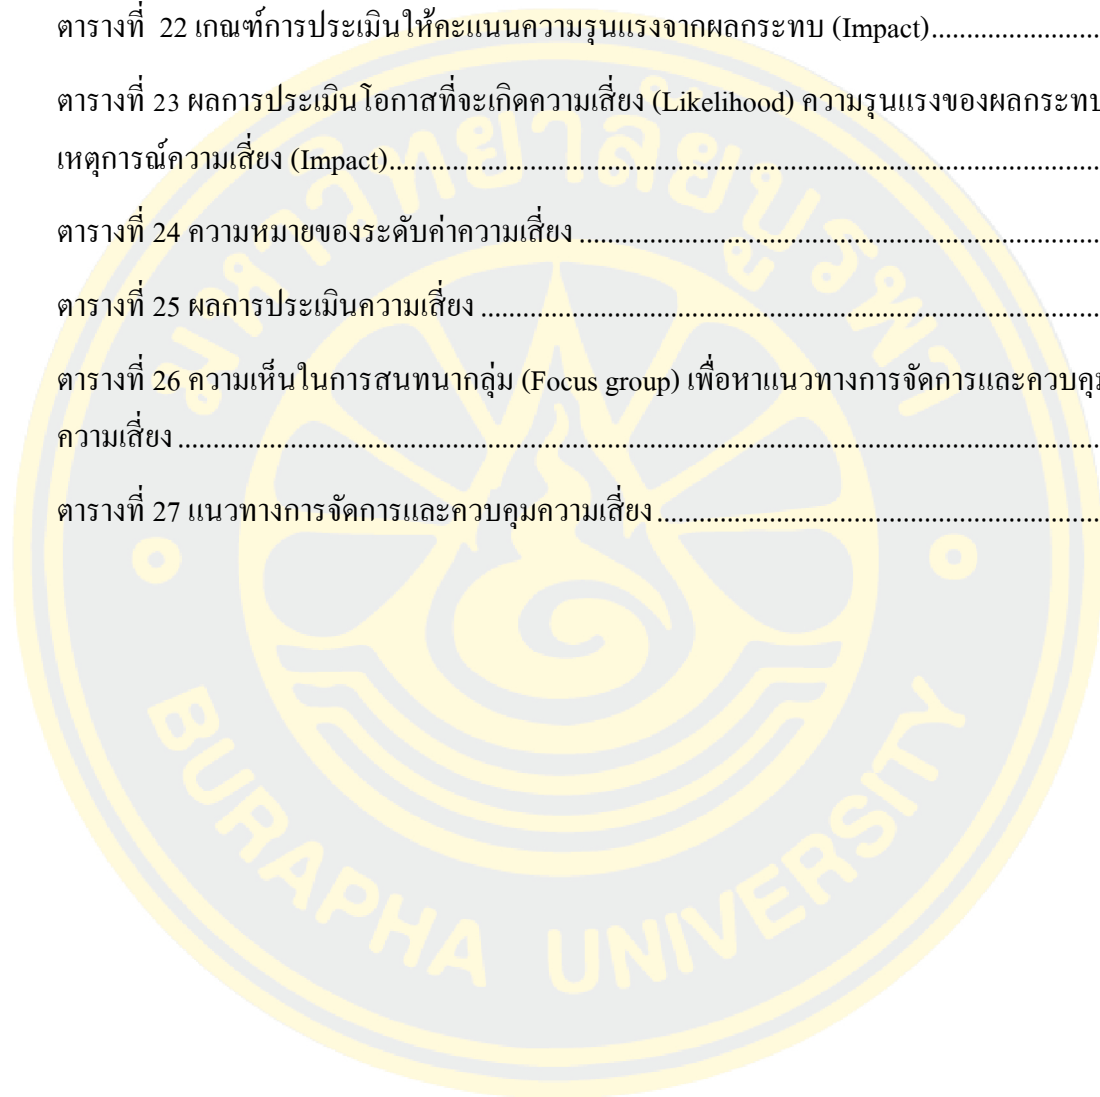 ตารางที่  22 เกณฑ์การประเมินให้คะแนนความรุนแรงจากผลกระทบ (Impact)........................
ตารางที่ 23 ผลการประเมินโอกาสที่จะเกิดความเสี่ยง (Likelihood) ความรุนแรงของผลกระทบ
เหตุการณ์ความเสี่ยง (Impact)....................................................................................................
ตารางที่ 24 ความหมายของระดับค่าความเสี่ยง .........................................................................
ตารางที่ 25 ผลการประเมินความเสี่ยง .......................................................................................
ตารางที่ 26 ความเห็นในการสนทนากลุ่ม (Focus group) เพื่อหาแนวทางการจัดการและควบคุม
ความเสี่ยง ..................................................................................................................................
ตารางที่ 27 แนวทางการจัดการและควบคุมความเสี่ยง ..............................................................
มหาวิทยาลัยบูรพา
BURAPHA UNIVERSITY